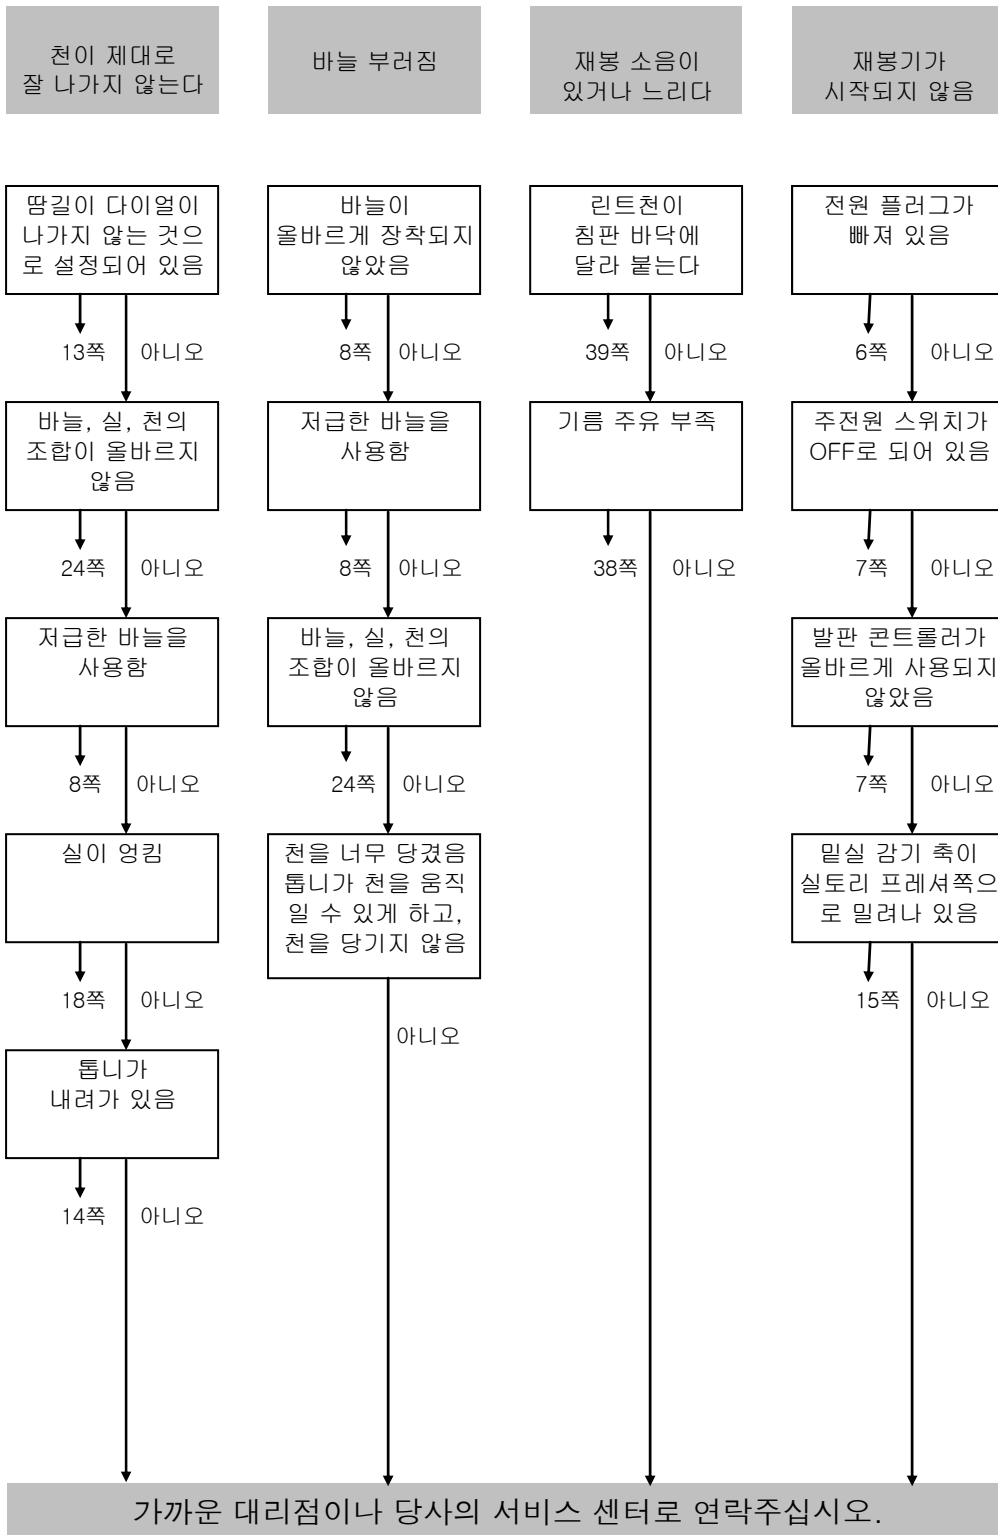 천이 제대로
잘 나가지 않는다
땀길이 다이얼이
나가지 않는 것으
로 설정되어 있음
13쪽 아니오
바늘, 실, 천의
조합이 올바르지
않음
24쪽 아니오
저급한 바늘을
사용함
8쪽 아니오
실이 엉킴
18쪽 아니오
톱니가
내려가 있음
14쪽 아니오
바늘 부러짐
바늘이
올바르게 장착되지
않았음
8쪽 아니오
저급한 바늘을
사용함
8쪽 아니오
바늘, 실, 천의
조합이 올바르지
않음
24쪽 아니오
천을 너무 당겼음
톱니가 천을 움직
일 수 있게 하고,
천을 당기지 않음
아니오
재봉 소음이
있거나 느리다
린트천이
침판 바닥에
달라 붙는다
39쪽 아니오
기름 주유 부족
38쪽 아니오
재봉기가
시작되지 않음
전원 플러그가
빠져 있음
6쪽 아니오
주전원 스위치가
OFF로 되어 있음
7쪽 아니오
발판 콘트롤러가
올바르게 사용되지
않았음
7쪽 아니오
밑실 감기 축이
실토리 프레셔쪽으
로 밀려나 있음
15쪽 아니오
가까운 대리점이나 당사의 서비스 센터로 연락주십시오.